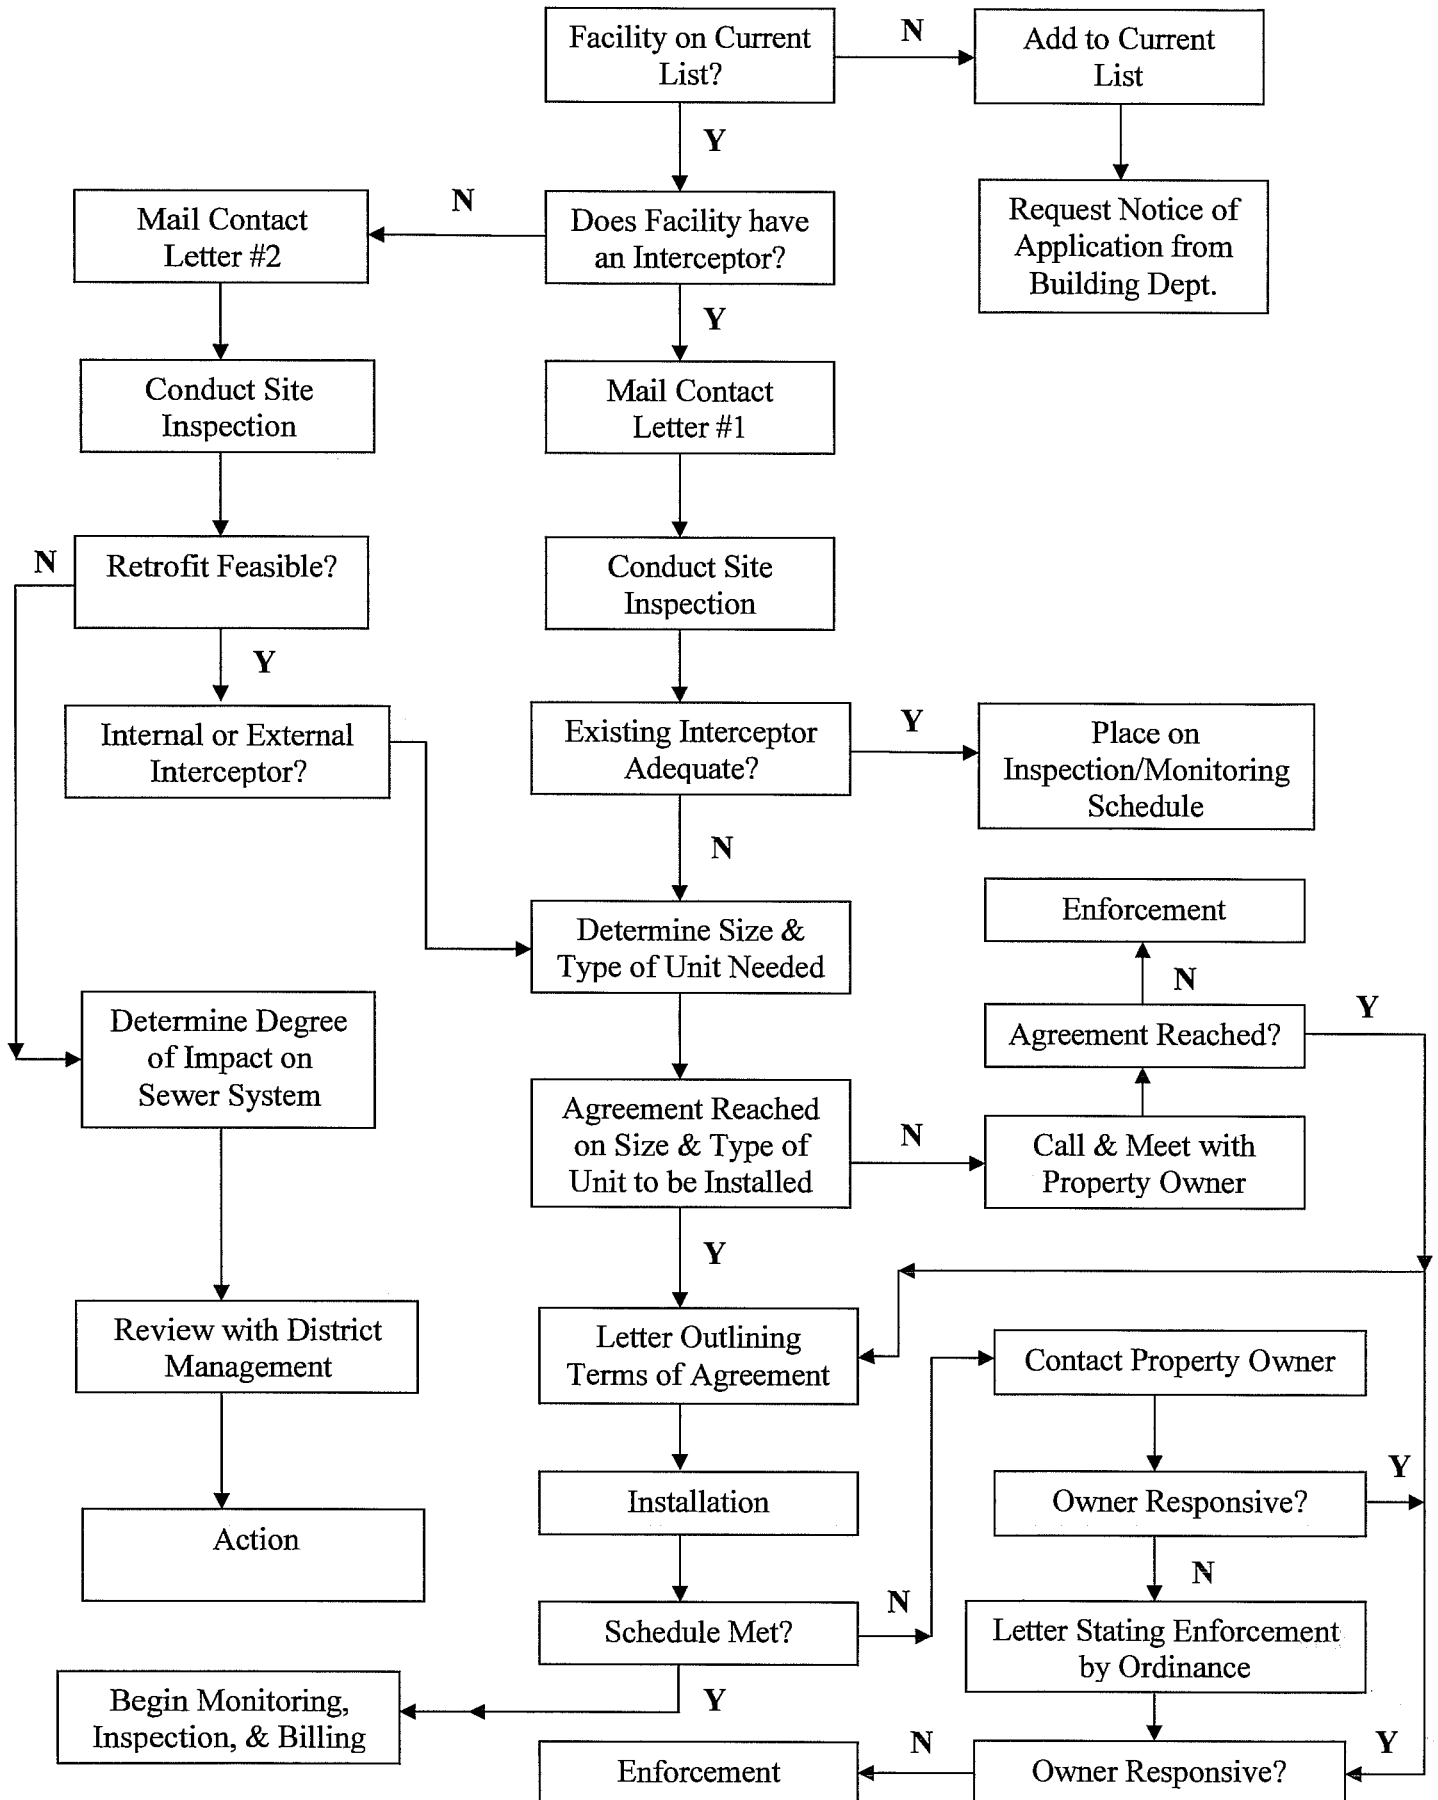 Facility on Current
List?
N
Add to Current
List
Y
Request Notice of
Application from
Building Dept.
Mail Contact
Letter #2
N
Does Facility have
an Interceptor?
Y
Conduct Site
Inspection
Mail Contact
Letter #1
N
Retrofit Feasible?
Conduct Site
Inspection
Y
Internal or External
Interceptor?
Existing Interceptor
Adequate?
Y
Place on
Inspection/Monitoring
Schedule
N
Enforcement
Determine Size &
Type of Unit Needed
N
Determine Degree
of Impact on
Sewer System
Agreement Reached?
Y
Agreement Reached
on Size & Type of
Unit to be Installed
N
Call & Meet with
Property Owner
Y
Review with District
Management
Letter Outlining
Terms of Agreement
Contact Property Owner
Installation
Owner Responsive?
Y
Action
N
Schedule Met?
N
Letter Stating Enforcement
by Ordinance
Begin Monitoring,
Inspection, & Billing
Y
Enforcement
N
Owner Responsive?
Y